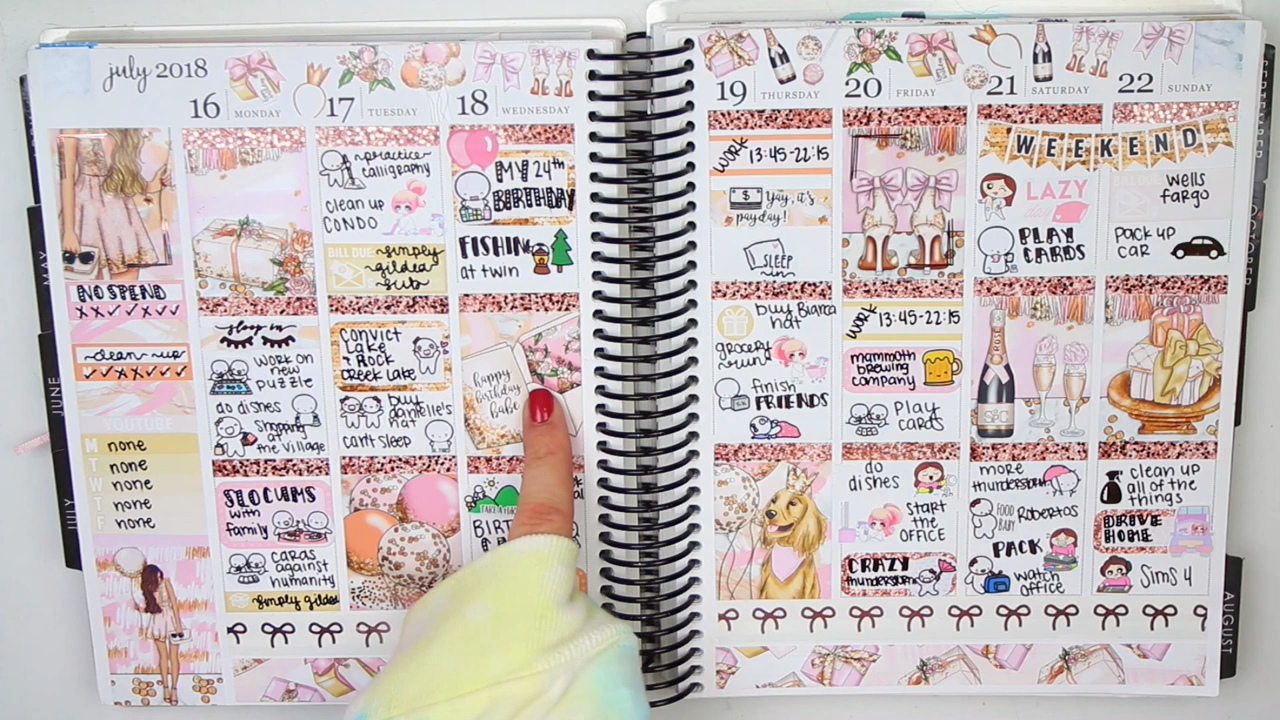 july 2018
16 MONDAY
17 TUESDAY
18 WEDNESDAY
19 THURSDAY
20 FRIDAY
21 SATURDAY
22 SUNDAY
NO SPEND
clean up
YOUTUBE
M none
T none
W none
T none
F none
sleep in
work on
new
puzzle
do dishes
shopping
at the village
SLOCUMS
with
family
cards
against
humanity
simply gilded
practice
calligraphy
clean up
CONDO
BILL DUE:
simply
gilded
sub
CONVICT
LAKE
+ ROCK
CREEK LAKE
buy
danielle's
hat
can't sleep
MY 24th
BIRTHDAY
FISHING
at twin
happy
birthday
babe
TAKE A HIKE
BIRT
WORK 13:45-22:15
yay, it's
payday!
SLEEP
in
buy Bianca
hat
grocery
run
finish
FRIENDS
WORK 13:45-22:15
mammoth
brewing
company
Play
cards
do
dishes
start
the
OFFICE
CRAZY
thunderstorm
WEEKEND
LAZY
day
PLAY
CARDS
ROSÉ
more
thunderstorm
FOOD
BABY
Robertos
PACK
watch
office
BILL DUE:
wells
fargo
pack up
car
clean up
all of the
things
DRIVE
HOME
Sims 4
MAY
JUNE
JULY
SEPTEMBER
OCTOBER
AUGUST